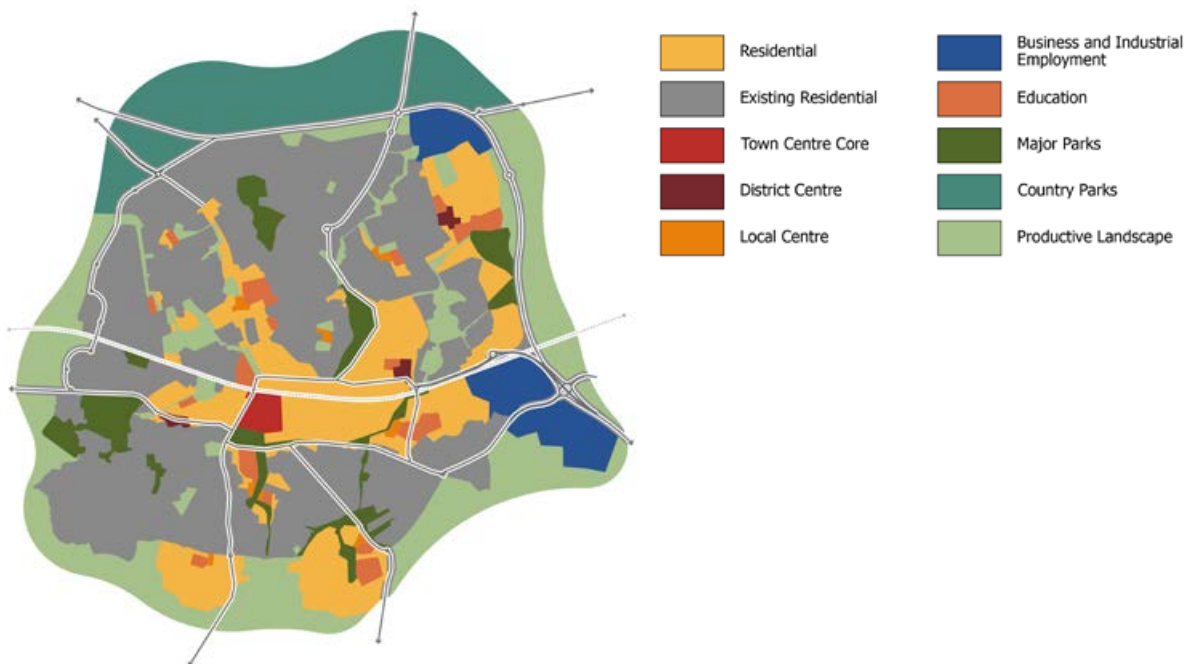 Residential
Existing Residential
Town Centre Core
District Centre
Local Centre
Business and Industrial
Employment
Education
Major Parks
Country Parks
Productive Landscape